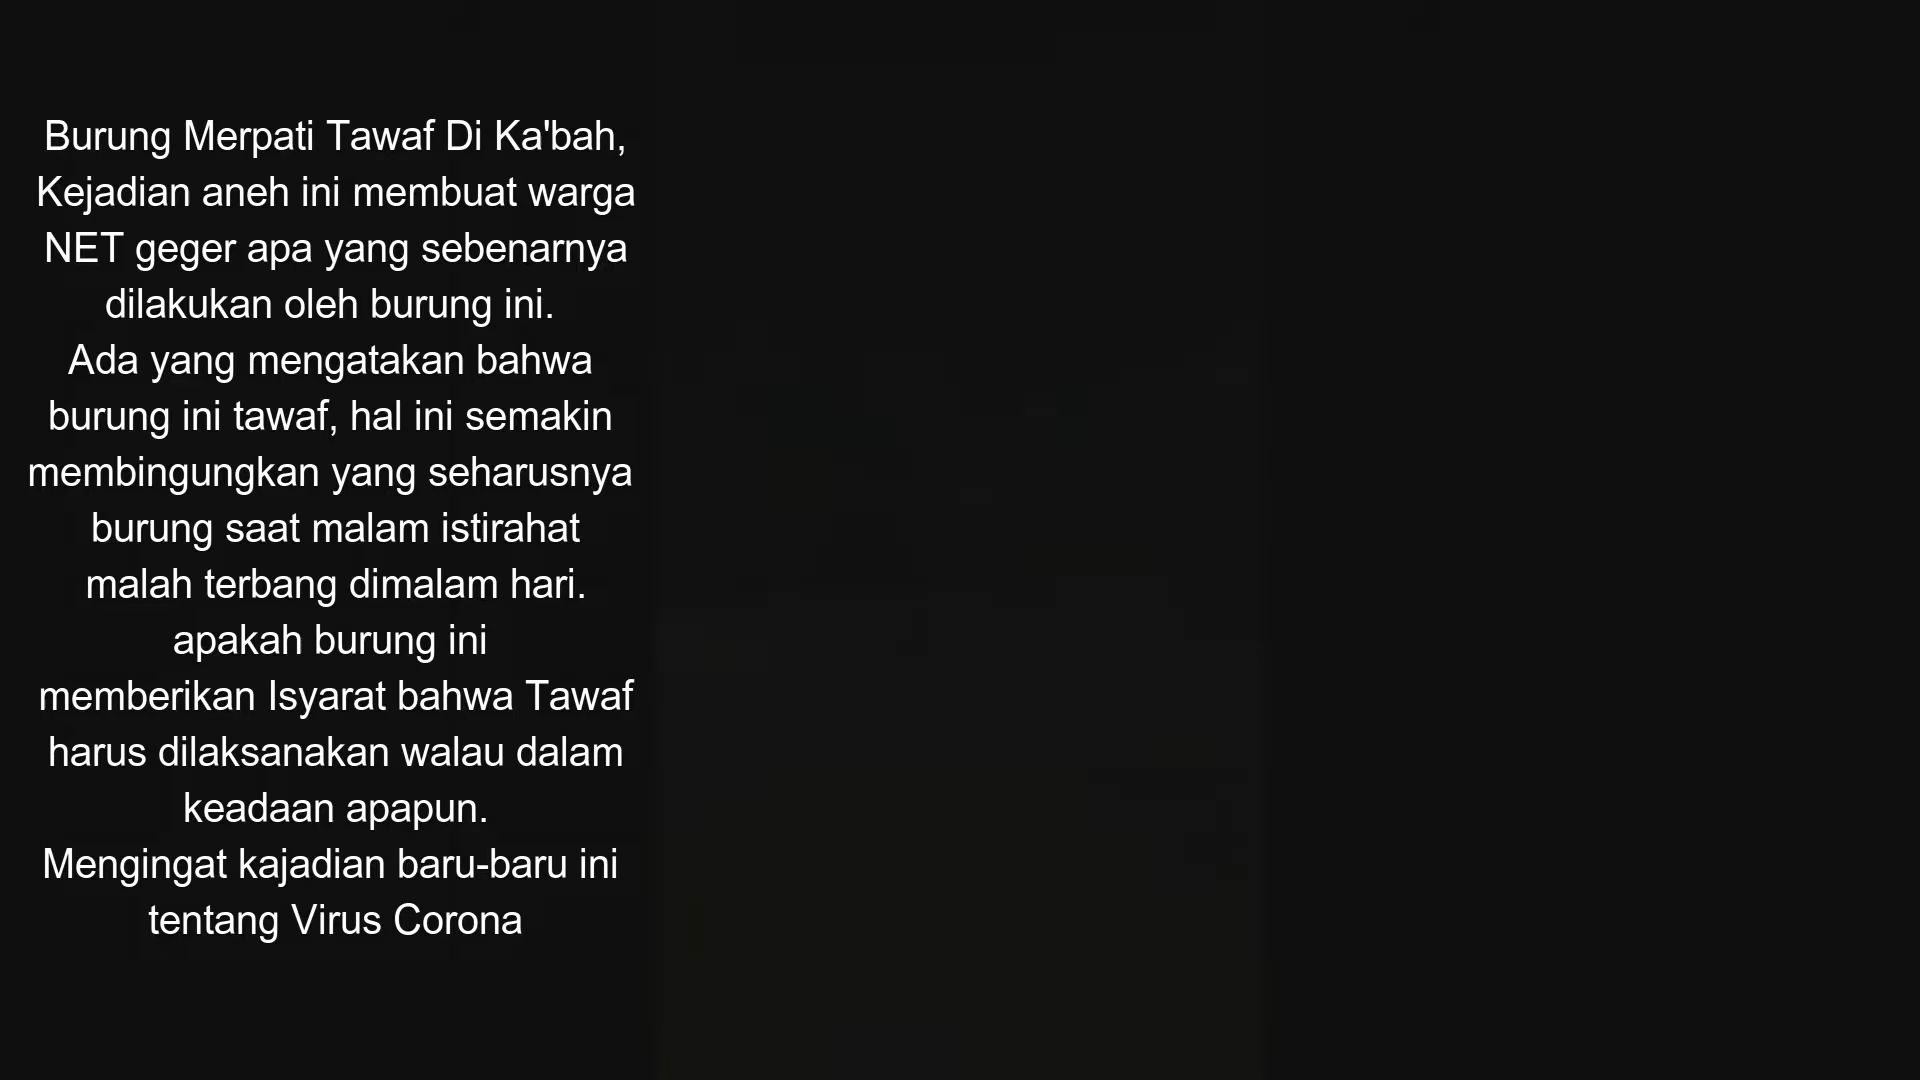 Burung Merpati Tawaf Di Ka'bah,
Kejadian aneh ini membuat warga
NET geger apa yang sebenarnya
dilakukan oleh burung ini.
Ada yang mengatakan bahwa
burung ini tawaf, hal ini semakin
membingungkan yang seharusnya
burung saat malam istirahat
malah terbang dimalam hari.
apakah burung ini
memberikan Isyarat bahwa Tawaf
harus dilaksanakan walau dalam
keadaan apapun.
Mengingat kajadian baru-baru ini
tentang Virus Corona